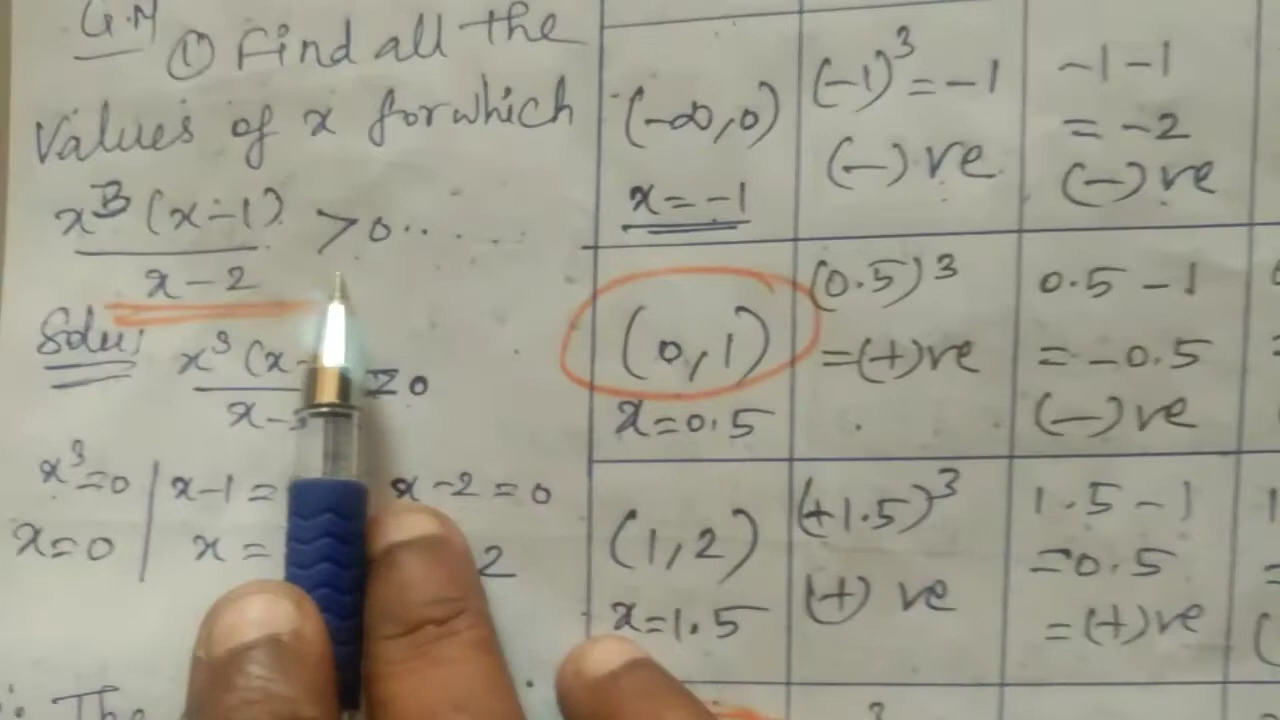 G.M ① Find all the
values of x for which
x³(x-1) > 0.....
x-2
Solu;
x³(x-
x-
=0
x³=0 | x-1= x-2=0
x=0 | x= 2
: The
(-∞,0)
x=-1
(-1)³=-1
(-)ve
-1-1
=-2
(-)ve
(0,1)
x=0.5
(0.5)³
=(+)ve
0.5-1
=-0.5
(-)ve
(1,2)
x=1.5
(+1.5)³
(+) ve
1.5-1
=0.5
=(+)ve